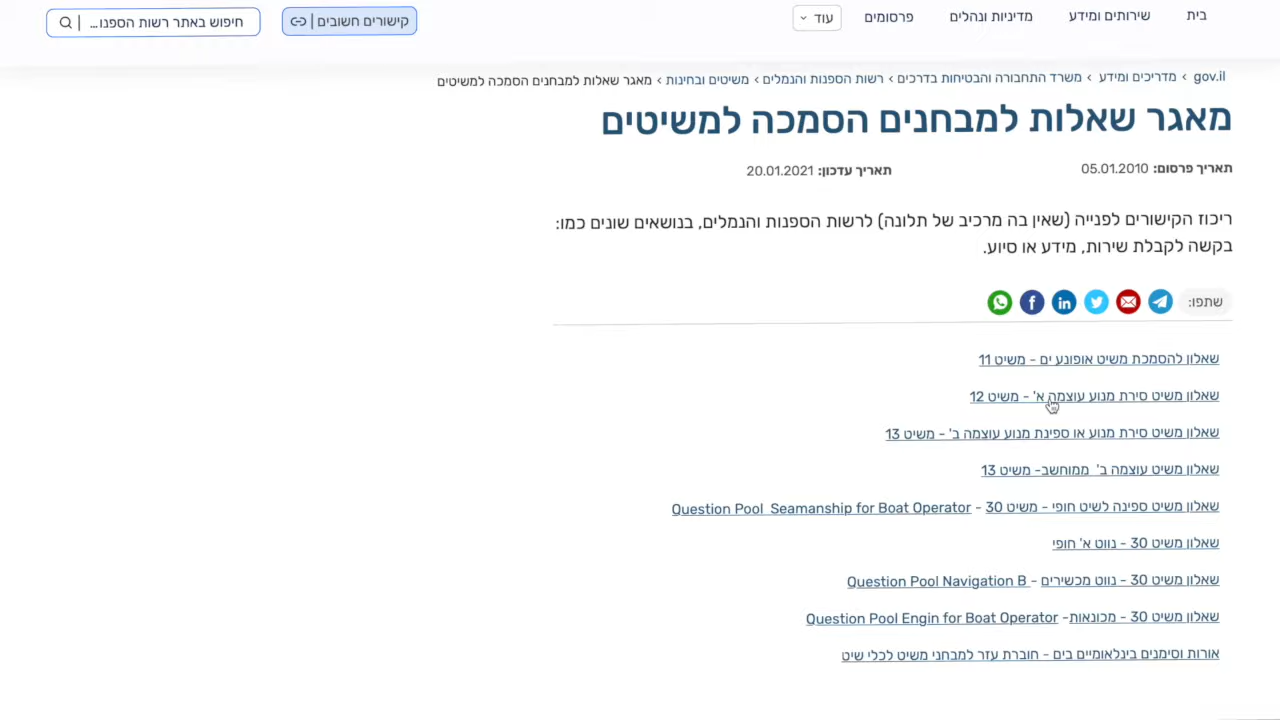 בית שירותים ומידע מדיניות ונהלים פרסומים עוד קישורים חשובים חיפוש באתר רשות הספנו...
gov.il › מדריכים ומידע › משרד התחבורה והבטיחות בדרכים › רשות הספנות והנמלים › משיטים ובחינות › מאגר שאלות למבחנים הסמכה למשיטים
מאגר שאלות למבחנים הסמכה למשיטים
תאריך פרסום: 05.01.2010 תאריך עדכון: 20.01.2021
ריכוז הקישורים לפנייה (שאין בה מרכיב של תלונה) לרשות הספנות והנמלים, בנושאים שונים כמו:
בקשה לקבלת שירות, מידע או סיוע.
שתפו:
שאלון להסמכת משיט אופונע ים - משיט 11
שאלון משיט סירת מנוע עוצמה א' - משיט 12
שאלון משיט סירת מנוע או ספינת מנוע עוצמה ב' - משיט 13
שאלון משיט עוצמה ב' ממוחשב- משיט 13
שאלון משיט ספינה לשיט חופי - משיט 30 - Question Pool Seamanship for Boat Operator
שאלון משיט 30 - נווט א' חופי
שאלון משיט 30 - נווט מכשירים - Question Pool Navigation B
שאלון משיט 30 - מכונאות- Question Pool Engin for Boat Operator
אורות וסימנים בינלאומיים בים - חוברת עזר למבחני משיט לכלי שיט